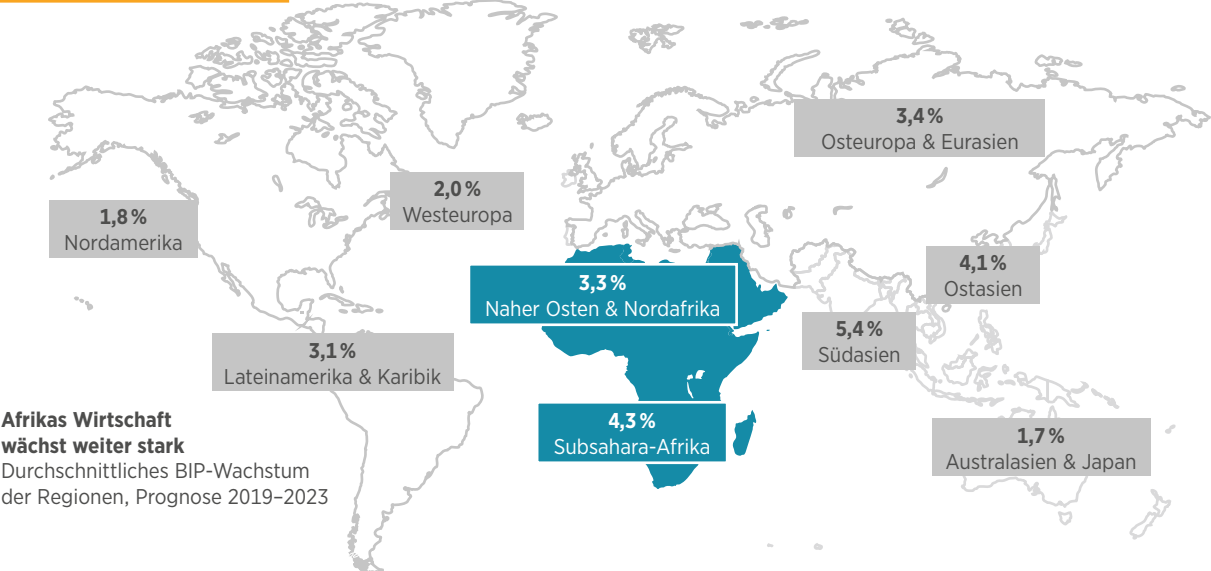 3,4 %
Osteuropa & Eurasien
2,0 %
Westeuropa
1,8 %
Nordamerika
4,1 %
Ostasien
3,3 %
Naher Osten & Nordafrika
5,4 %
Südasien
3,1 %
Lateinamerika & Karibik
4,3 %
Subsahara-Afrika
1,7 %
Australasien & Japan
Afrikas Wirtschaft
wächst weiter stark
Durchschnittliches BIP-Wachstum
der Regionen, Prognose 2019–2023